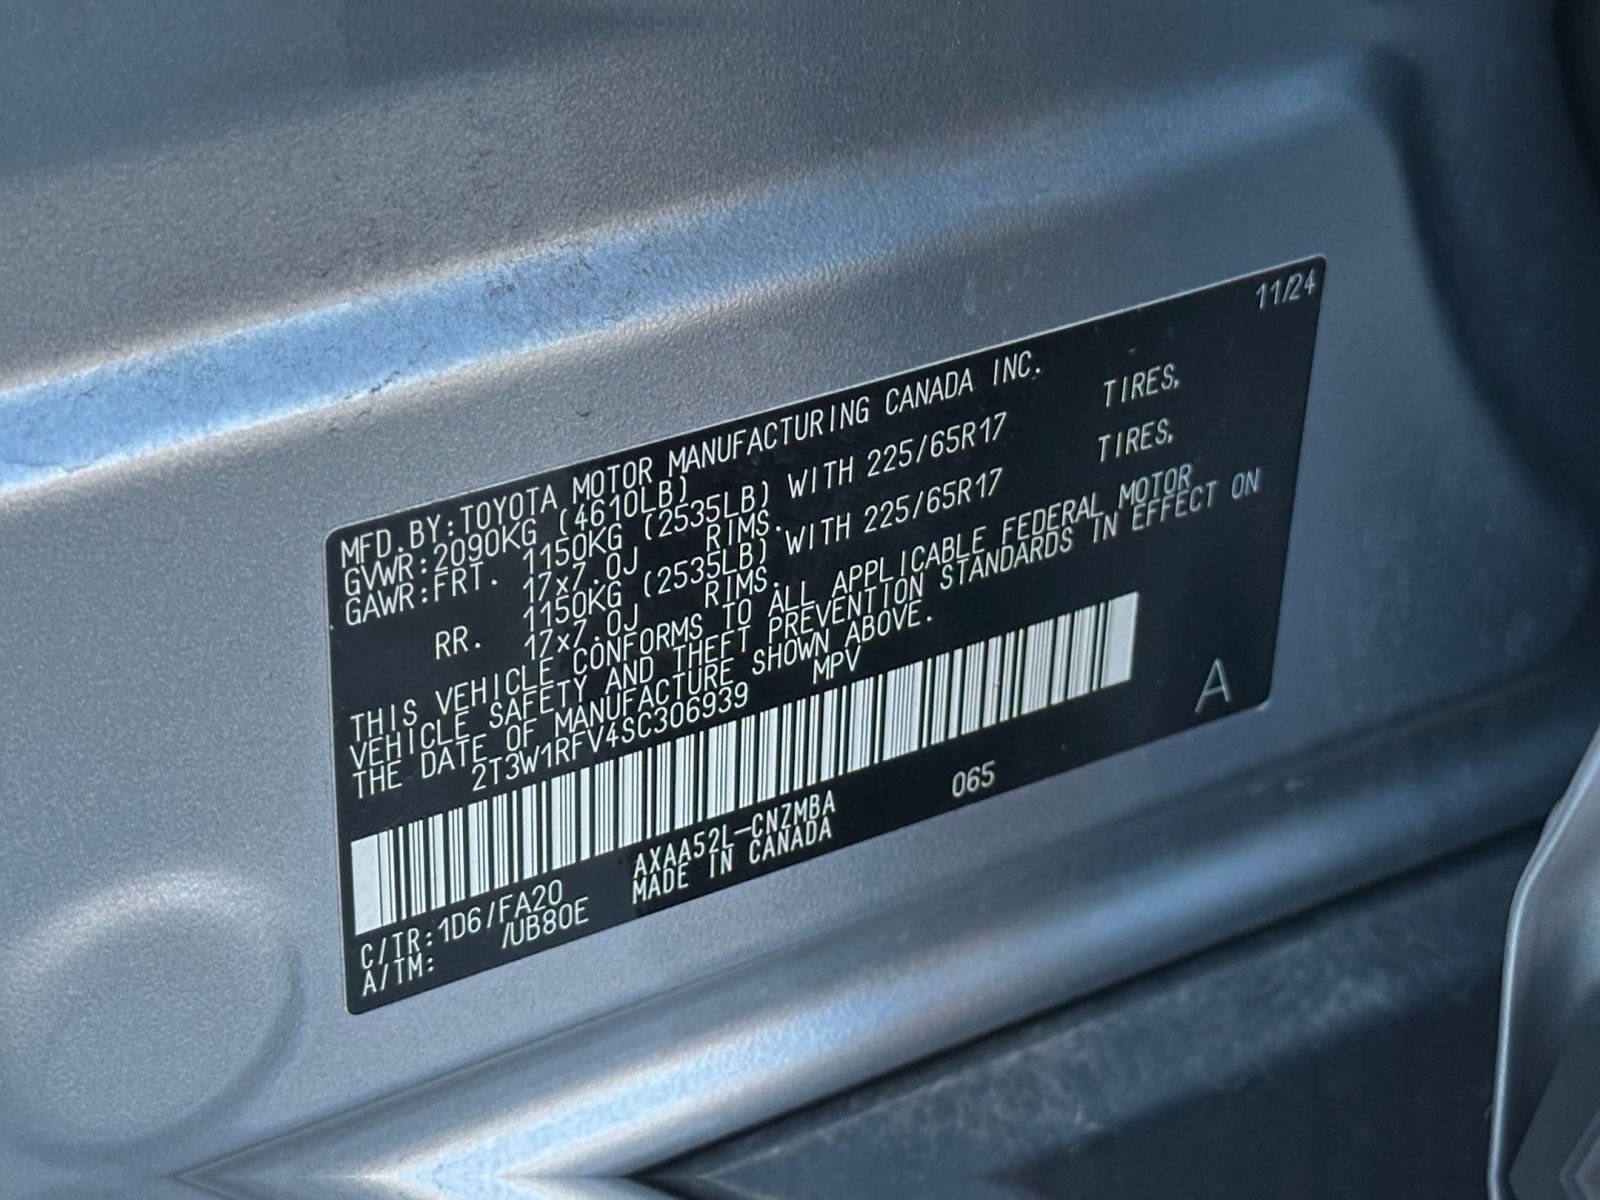 11/24
MFD.BY:TOYOTA MOTOR MANUFACTURING CANADA INC.
GVWR:2090KG (4610LB)
GAWR:FRT. 1150KG (2535LB) WITH 225/65R17 TIRES,
17x7.0J RIMS.
RR. 1150KG (2535LB) WITH 225/65R17 TIRES,
17x7.0J RIMS.
THIS VEHICLE CONFORMS TO ALL APPLICABLE FEDERAL MOTOR
VEHICLE SAFETY AND THEFT PREVENTION STANDARDS IN EFFECT ON
THE DATE OF MANUFACTURE SHOWN ABOVE.
2T3W1RFV4SC306939 MPV
A
065
AXAA52L-CNZMBA
MADE IN CANADA
C/TR:1D6/FA20
A/TM: /UB80E